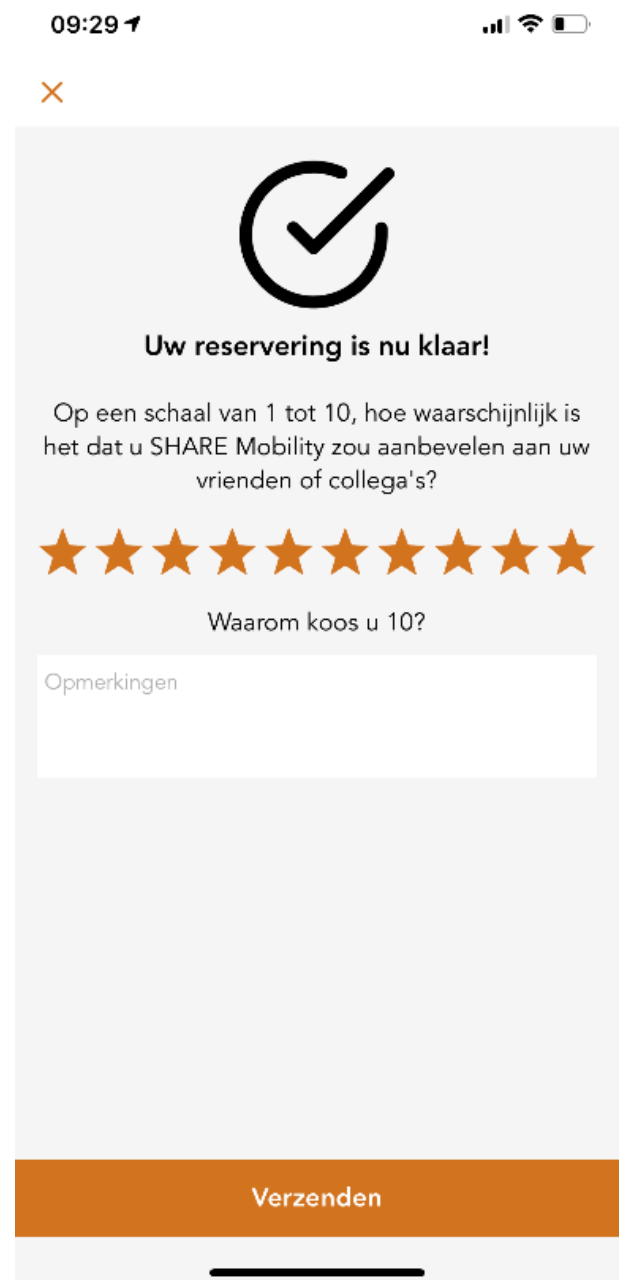 09:29
Uw reservering is nu klaar!
Op een schaal van 1 tot 10, hoe waarschijnlijk is
het dat u SHARE Mobility zou aanbevelen aan uw
vrienden of collega's?
Waarom koos u 10?
Opmerkingen
Verzenden